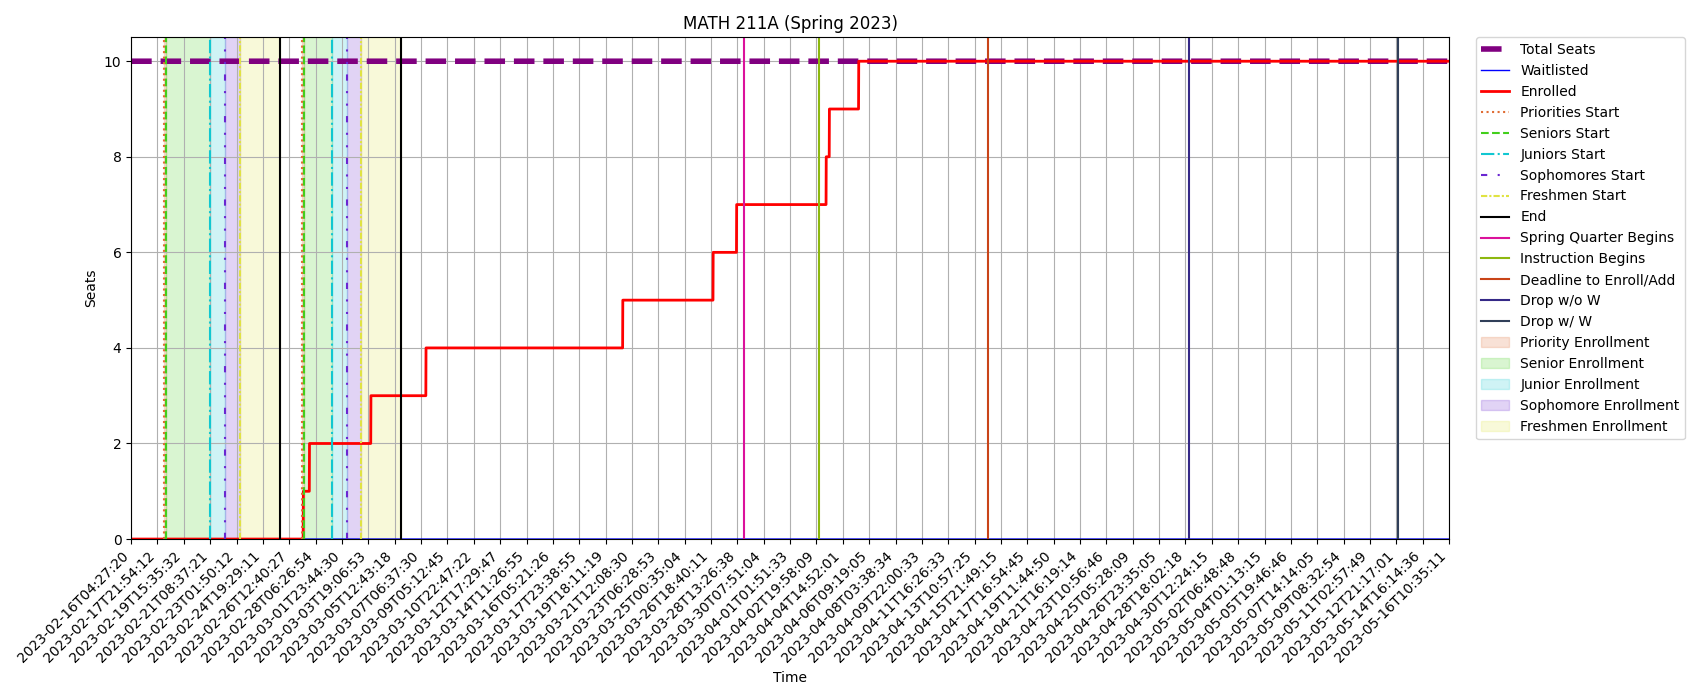 MATH 211A (Spring 2023)
10
8
6
4
2
0
Seats
2023-02-16T04:27:20
2023-02-17T21:54:12
2023-02-19T15:35:32
2023-02-21T08:37:21
2023-02-23T01:50:12
2023-02-24T19:29:11
2023-02-26T12:40:27
2023-02-28T06:26:54
2023-03-01T23:44:30
2023-03-03T19:06:53
2023-03-05T12:43:18
2023-03-07T06:37:30
2023-03-09T05:12:45
2023-03-10T22:47:22
2023-03-12T17:29:47
2023-03-14T11:26:55
2023-03-16T05:21:26
2023-03-17T23:38:55
2023-03-19T18:11:19
2023-03-21T12:08:30
2023-03-23T06:28:53
2023-03-25T00:35:04
2023-03-26T18:40:11
2023-03-28T13:26:38
2023-03-30T07:51:04
2023-04-01T01:51:33
2023-04-02T19:58:09
2023-04-04T14:52:01
2023-04-06T09:19:05
2023-04-08T03:38:34
2023-04-09T22:00:33
2023-04-11T16:26:33
2023-04-13T10:57:25
2023-04-15T21:49:15
2023-04-17T16:54:45
2023-04-19T11:44:50
2023-04-21T16:19:14
2023-04-23T10:56:46
2023-04-25T05:28:09
2023-04-26T23:35:05
2023-04-28T18:02:18
2023-04-30T12:24:15
2023-05-02T06:48:48
2023-05-04T01:13:15
2023-05-05T19:46:46
2023-05-07T14:14:05
2023-05-09T08:32:54
2023-05-11T02:57:49
2023-05-12T21:17:01
2023-05-14T16:14:36
2023-05-16T10:35:11
Time
Total Seats
Waitlisted
Enrolled
Priorities Start
Seniors Start
Juniors Start
Sophomores Start
Freshmen Start
End
Spring Quarter Begins
Instruction Begins
Deadline to Enroll/Add
Drop w/o W
Drop w/ W
Priority Enrollment
Senior Enrollment
Junior Enrollment
Sophomore Enrollment
Freshmen Enrollment